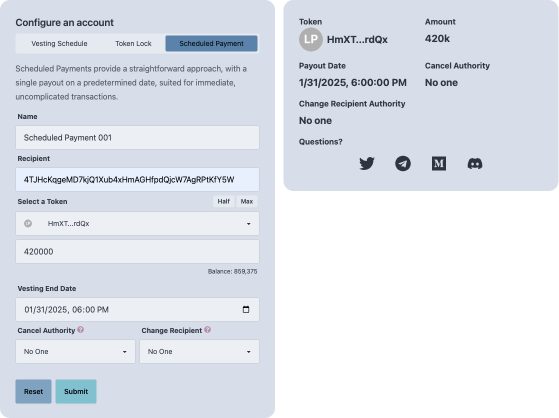 Configure an account
Vesting Schedule Token Lock Scheduled Payment
Scheduled Payments provide a straightforward approach, with a
single payout on a predetermined date, suited for immediate,
uncomplicated transactions.
Name
Scheduled Payment 001
Recipient
4TJHcKqgeMD7kjQ1Xub4xHmAGHfpdQjcW7AgRPtKfY5W
Select a Token Half Max
LP HmXT...rdQx
420000
Balance: 859,375
Vesting End Date
01/31/2025, 06:00 PM
Cancel Authority ? Change Recipient ?
No One No One
Reset Submit
Token Amount
LP HmXT...rdQx 420k
Payout Date Cancel Authority
1/31/2025, 6:00:00 PM No one
Change Recipient Authority
No one
Questions?
M